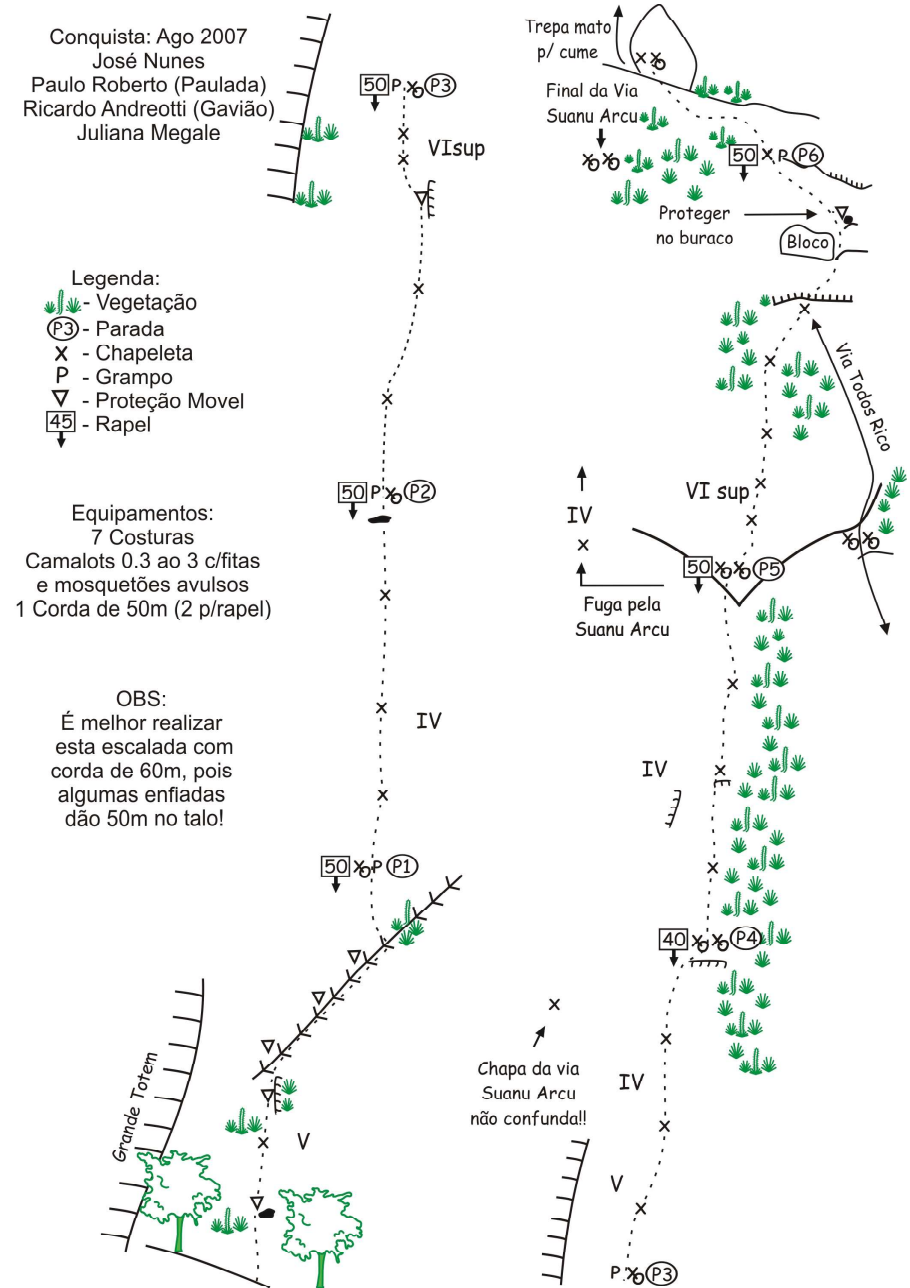 Conquista: Ago 2007
José Nunes
Paulo Roberto (Paulada)
Ricardo Andreotti (Gavião)
Juliana Megale
50 P P3
VIsup
Legenda:
- Vegetação
P3 - Parada
X - Chapeleta
P - Grampo
- Proteção Movel
45 - Rapel
50 P P2
Equipamentos:
7 Costuras
Camalots 0.3 ao 3 c/fitas
e mosquetões avulsos
1 Corda de 50m (2 p/rapel)
OBS:
É melhor realizar
esta escalada com
corda de 60m, pois
algumas enfiadas
dão 50m no talo!
IV
50 P P1
Grande Totem
V
Trepa mato
p/ cume
Final da Via
Suanu Arcu
50 P P6
Proteger
no buraco
Bloco
Via Todos Rico
VI sup
IV
50 P5
Fuga pela
Suanu Arcu
IV
40 P4
Chapa da via
Suanu Arcu
não confunda!!
IV
V
P P3